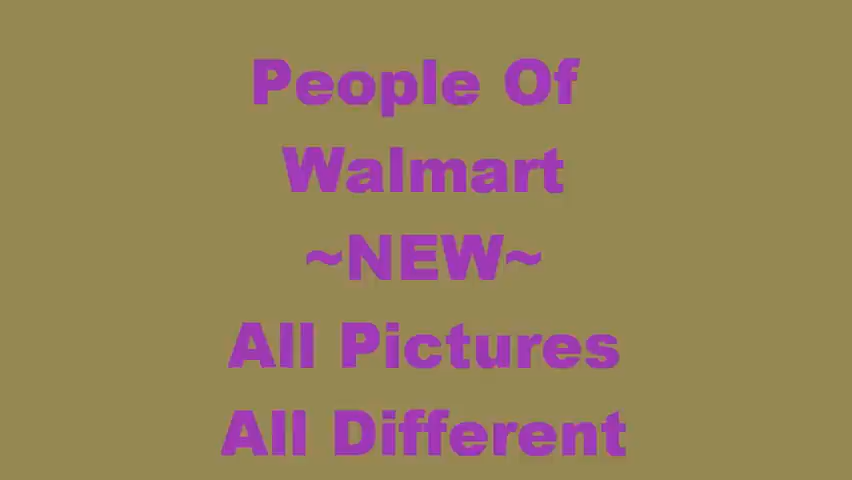 People Of
Walmart
~NEW~
All Pictures
All Different